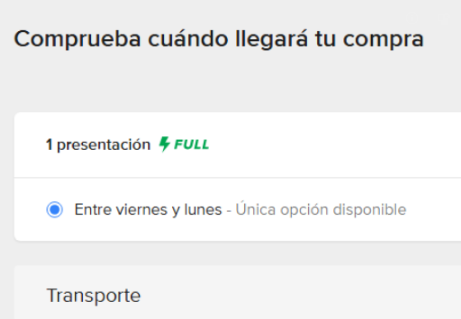 Comprueba cuándo llegará tu compra
1 presentación FULL
Entre viernes y lunes - Única opción disponible
Transporte